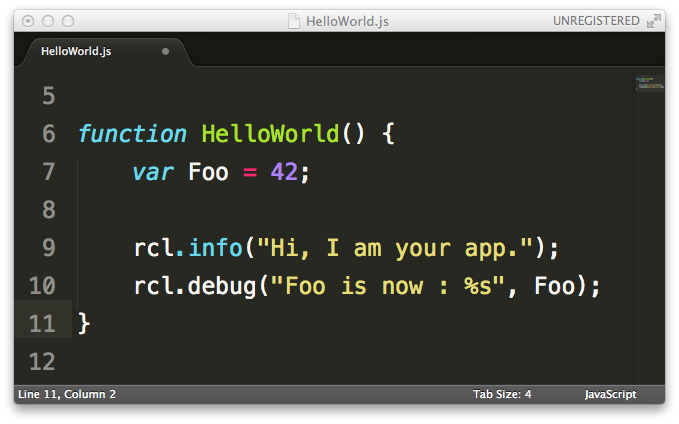 HelloWorld.js
UNREGISTERED
HelloWorld.js
5
6 function HelloWorld() {
7     var Foo = 42;
8
9     rcl.info("Hi, I am your app.");
10     rcl.debug("Foo is now : %s", Foo);
11 }
12
Line 11, Column 2
Tab Size: 4
JavaScript